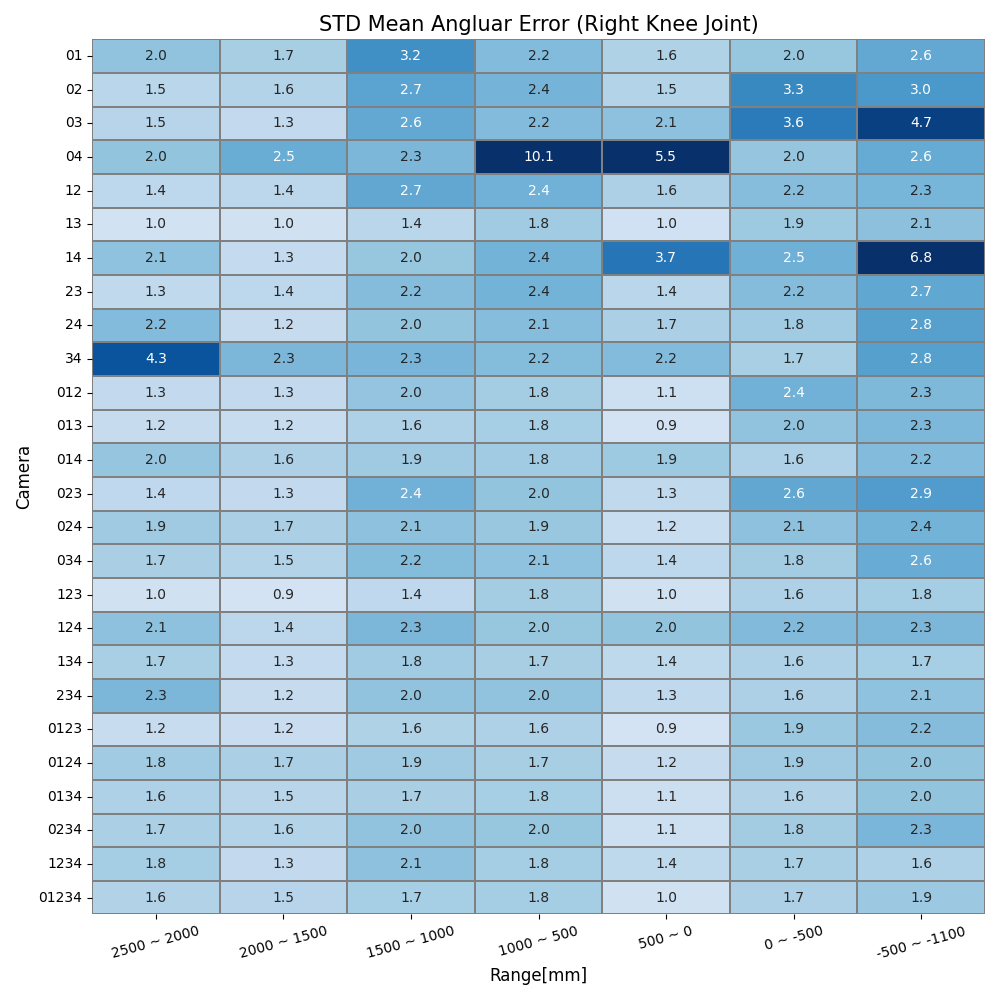 STD Mean Angluar Error (Right Knee Joint)
01 2.0 1.7 3.2 2.2 1.6 2.0 2.6
02 1.5 1.6 2.7 2.4 1.5 3.3 3.0
03 1.5 1.3 2.6 2.2 2.1 3.6 4.7
04 2.0 2.5 2.3 10.1 5.5 2.0 2.6
12 1.4 1.4 2.7 2.4 1.6 2.2 2.3
13 1.0 1.0 1.4 1.8 1.0 1.9 2.1
14 2.1 1.3 2.0 2.4 3.7 2.5 6.8
23 1.3 1.4 2.2 2.4 1.4 2.2 2.7
24 2.2 1.2 2.0 2.1 1.7 1.8 2.8
34 4.3 2.3 2.3 2.2 2.2 1.7 2.8
012 1.3 1.3 2.0 1.8 1.1 2.4 2.3
013 1.2 1.2 1.6 1.8 0.9 2.0 2.3
014 2.0 1.6 1.9 1.8 1.9 1.6 2.2
023 1.4 1.3 2.4 2.0 1.3 2.6 2.9
024 1.9 1.7 2.1 1.9 1.2 2.1 2.4
034 1.7 1.5 2.2 2.1 1.4 1.8 2.6
123 1.0 0.9 1.4 1.8 1.0 1.6 1.8
124 2.1 1.4 2.3 2.0 2.0 2.2 2.3
134 1.7 1.3 1.8 1.7 1.4 1.6 1.7
234 2.3 1.2 2.0 2.0 1.3 1.6 2.1
0123 1.2 1.2 1.6 1.6 0.9 1.9 2.2
0124 1.8 1.7 1.9 1.7 1.2 1.9 2.0
0134 1.6 1.5 1.7 1.8 1.1 1.6 2.0
0234 1.7 1.6 2.0 2.0 1.1 1.8 2.3
1234 1.8 1.3 2.1 1.8 1.4 1.7 1.6
01234 1.6 1.5 1.7 1.8 1.0 1.7 1.9
Camera
2500 ~ 2000 2000 ~ 1500 1500 ~ 1000 1000 ~ 500 500 ~ 0 0 ~ -500 -500 ~ -1100
Range[mm]